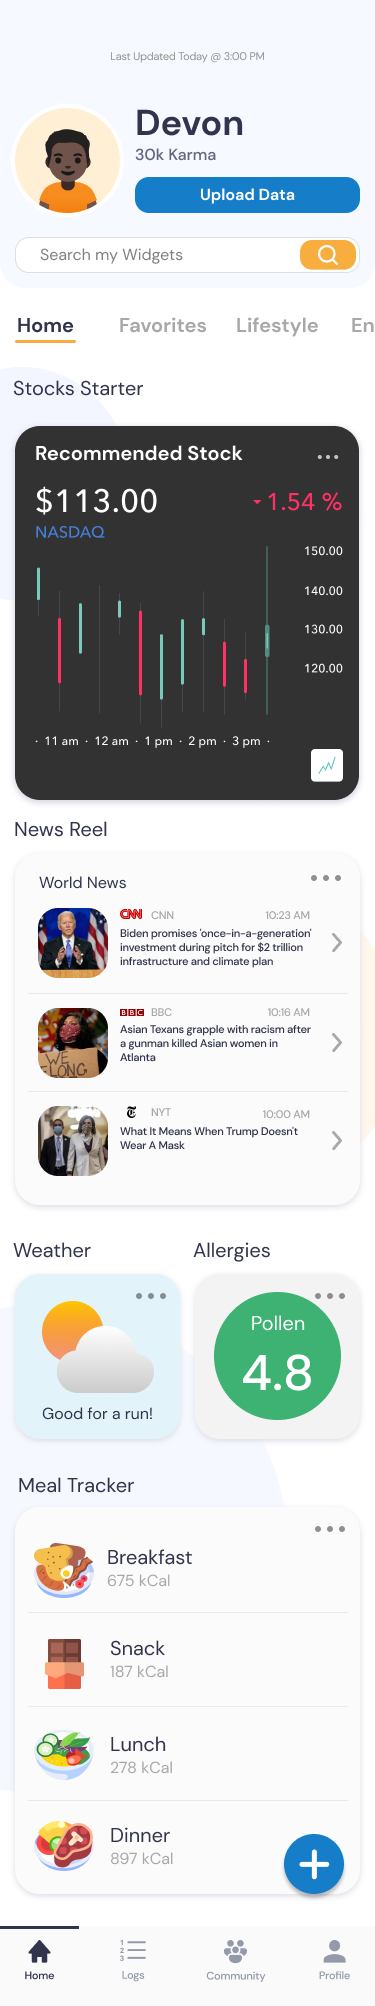 Last Updated Today @ 3:00 PM
Devon
30k Karma
Upload Data
Search my Widgets
Home Favorites Lifestyle En
Stocks Starter
Recommended Stock
$113.00 1.54 %
NASDAQ
150.00
140.00
130.00
120.00
· 11 am · 12 am · 1 pm · 2 pm · 3 pm ·
News Reel
World News
CNN CNN 10:23 AM
Biden promises 'once-in-a-generation'
investment during pitch for $2 trillion
infrastructure and climate plan
BBC BBC 10:16 AM
Asian Texans grapple with racism after
a gunman killed Asian women in
Atlanta
WE
ELONG
T NYT 10:00 AM
What It Means When Trump Doesn't
Wear A Mask
Weather Allergies
Good for a run!
Pollen
4.8
Meal Tracker
Breakfast
675 kCal
Snack
187 kCal
Lunch
278 kCal
Dinner
897 kCal
1
2
3
Home Logs Community Profile